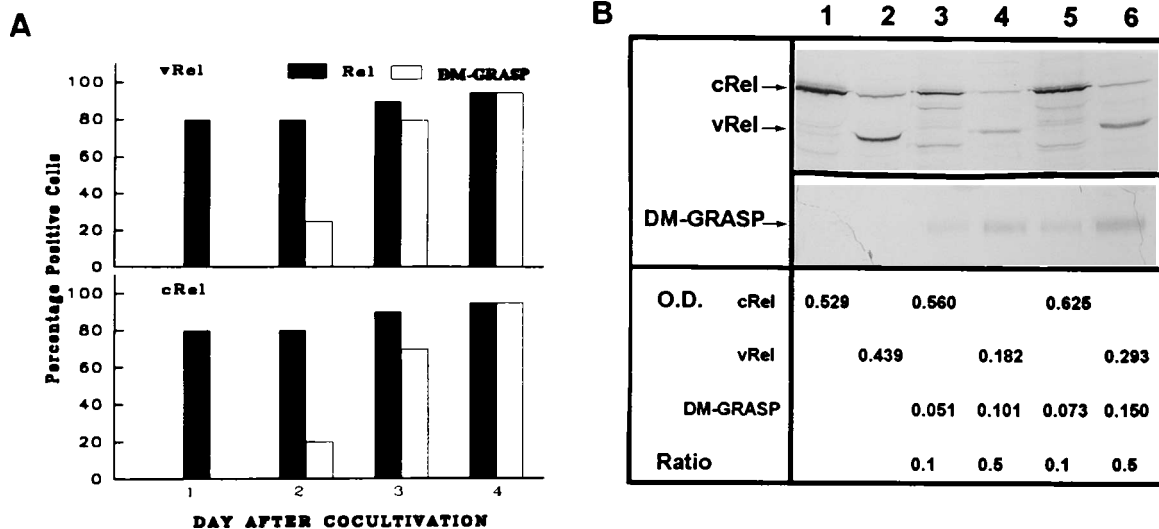 A
vRel
Rel
DM-GRASP
100
80
60
40
20
0
cRel
100
80
60
40
20
0
Percentage Positive Cells
1 2 3 4
DAY AFTER COCULTIVATION
B
1 2 3 4 5 6
cRel
vRel
DM-GRASP
O.D. cRel 0.529 0.560 0.625
vRel 0.439 0.182 0.293
DM-GRASP 0.051 0.101 0.073 0.150
Ratio 0.1 0.5 0.1 0.5